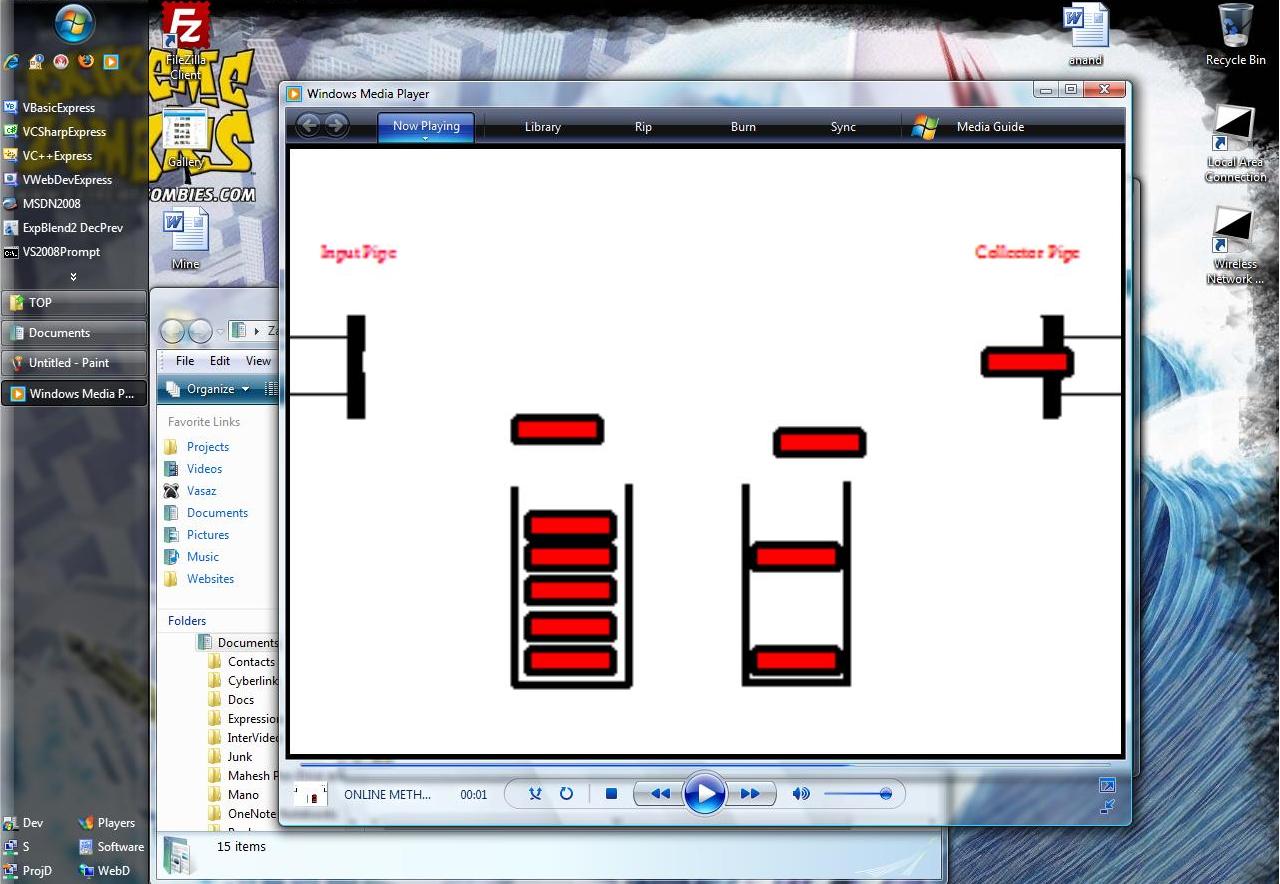 FileZilla
Client
anand
Recycle Bin
VBasicExpress
VCSharpExpress
VC++Express
VWebDevExpress
MSDN2008
ExpBlend2 DecPrev
VS2008Prompt
TOP
Documents
Untitled - Paint
Windows Media P...
Dev
Players
S
Software
ProjD
WebD
Gallery
OMBIES.COM
Mine
Local Area
Connection
Wireless
Network ...
File Edit View
Organize
Favorite Links
Projects
Videos
Vasaz
Documents
Pictures
Music
Websites
Folders
Documents
Contacts
Cyberlink
Docs
Expression
InterVideo
Junk
Mahesh P
Mano
OneNote
15 items
Windows Media Player
Now Playing Library Rip Burn Sync Media Guide
Input Pipe
Collector Pipe
ONLINE METH... 00:01